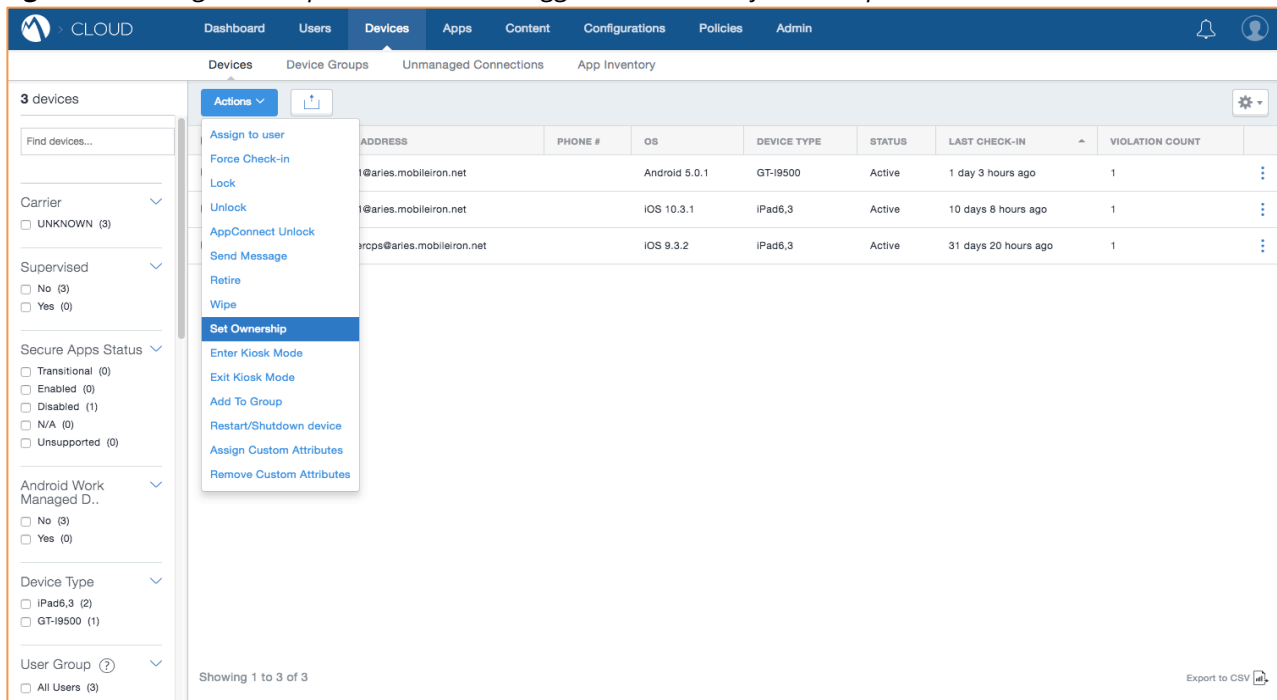 CLOUD
Dashboard Users Devices Apps Content Configurations Policies Admin
Devices Device Groups Unmanaged Connections App Inventory
3 devices
Actions
Find devices...
ADDRESS PHONE # OS DEVICE TYPE STATUS LAST CHECK-IN VIOLATION COUNT
1@aries.mobileiron.net Android 5.0.1 GT-I9500 Active 1 day 3 hours ago 1
1@aries.mobileiron.net iOS 10.3.1 iPad6,3 Active 10 days 8 hours ago 1
ercps@aries.mobileiron.net iOS 9.3.2 iPad6,3 Active 31 days 20 hours ago 1
Assign to user
Force Check-in
Lock
Unlock
AppConnect Unlock
Send Message
Retire
Wipe
Set Ownership
Enter Kiosk Mode
Exit Kiosk Mode
Add To Group
Restart/Shutdown device
Assign Custom Attributes
Remove Custom Attributes
Carrier
UNKNOWN (3)
Supervised
No (3)
Yes (0)
Secure Apps Status
Transitional (0)
Enabled (0)
Disabled (1)
N/A (0)
Unsupported (0)
Android Work
Managed D..
No (3)
Yes (0)
Device Type
iPad6,3 (2)
GT-I9500 (1)
User Group ?
All Users (3)
Showing 1 to 3 of 3
Export to CSV